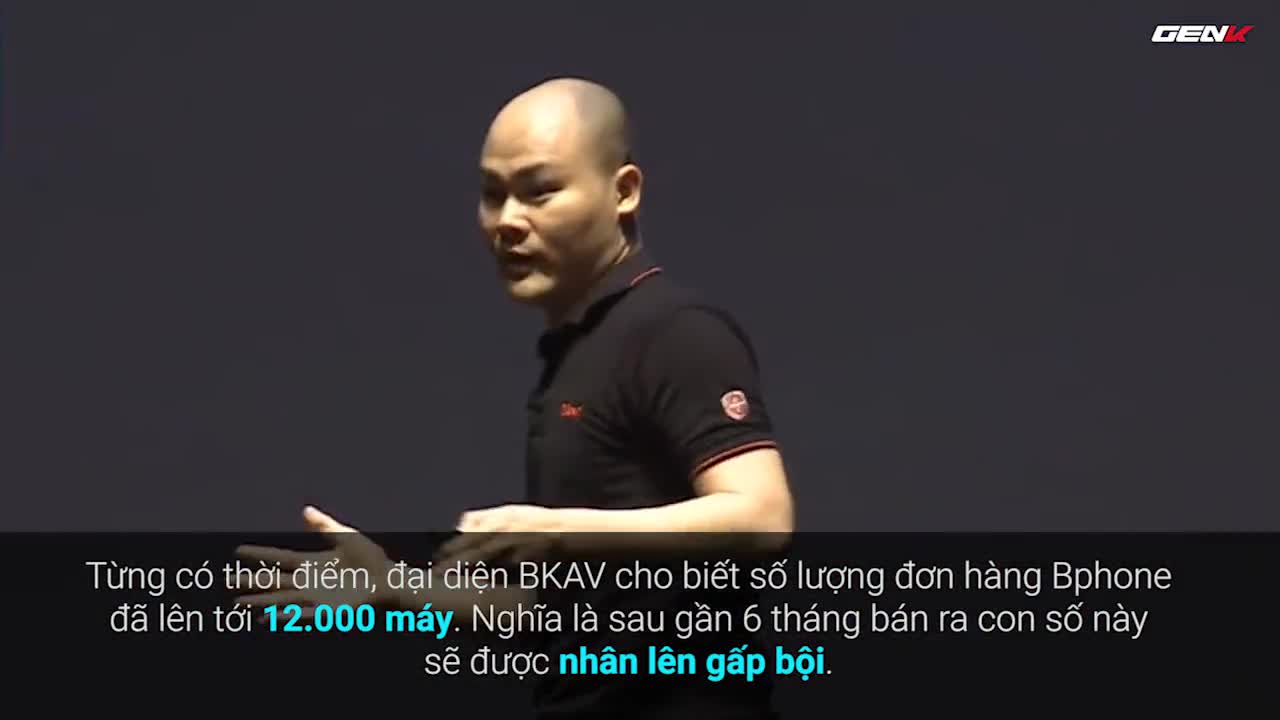 GENK
Từng có thời điểm, đại diện BKAV cho biết số lượng đơn hàng Bphone
đã lên tới 12.000 máy. Nghĩa là sau gần 6 tháng bán ra con số này
sẽ được nhân lên gấp bội.